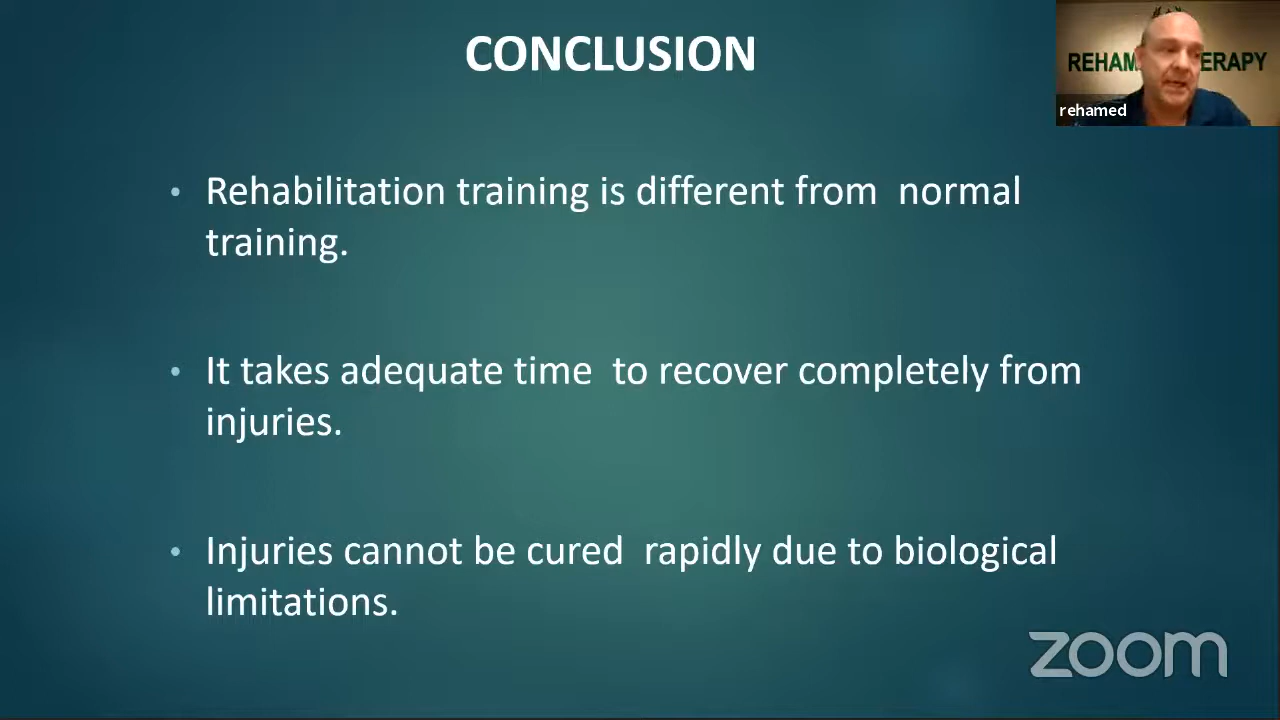 CONCLUSION
REHAM ERAPY
rehamed
• Rehabilitation training is different from normal
training.
• It takes adequate time to recover completely from
injuries.
• Injuries cannot be cured rapidly due to biological
limitations.
zoom